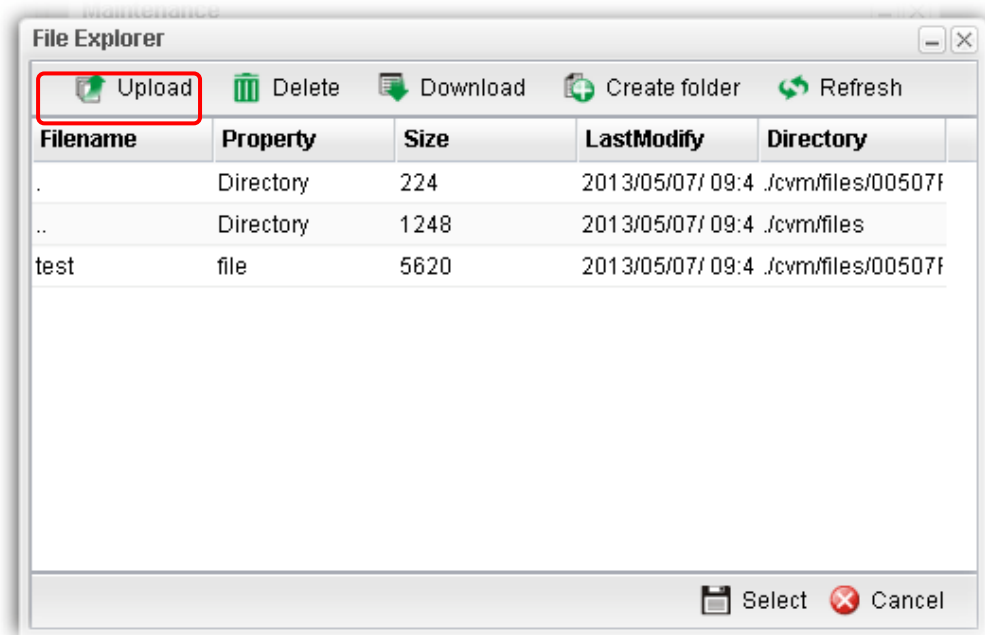 Maintenance
File Explorer
Upload Delete Download Create folder Refresh
Filename Property Size LastModify Directory
. Directory 224 2013/05/07/ 09:4 ./cvm/files/00507F
.. Directory 1248 2013/05/07/ 09:4 ./cvm/files
test file 5620 2013/05/07/ 09:4 ./cvm/files/00507F
Select Cancel